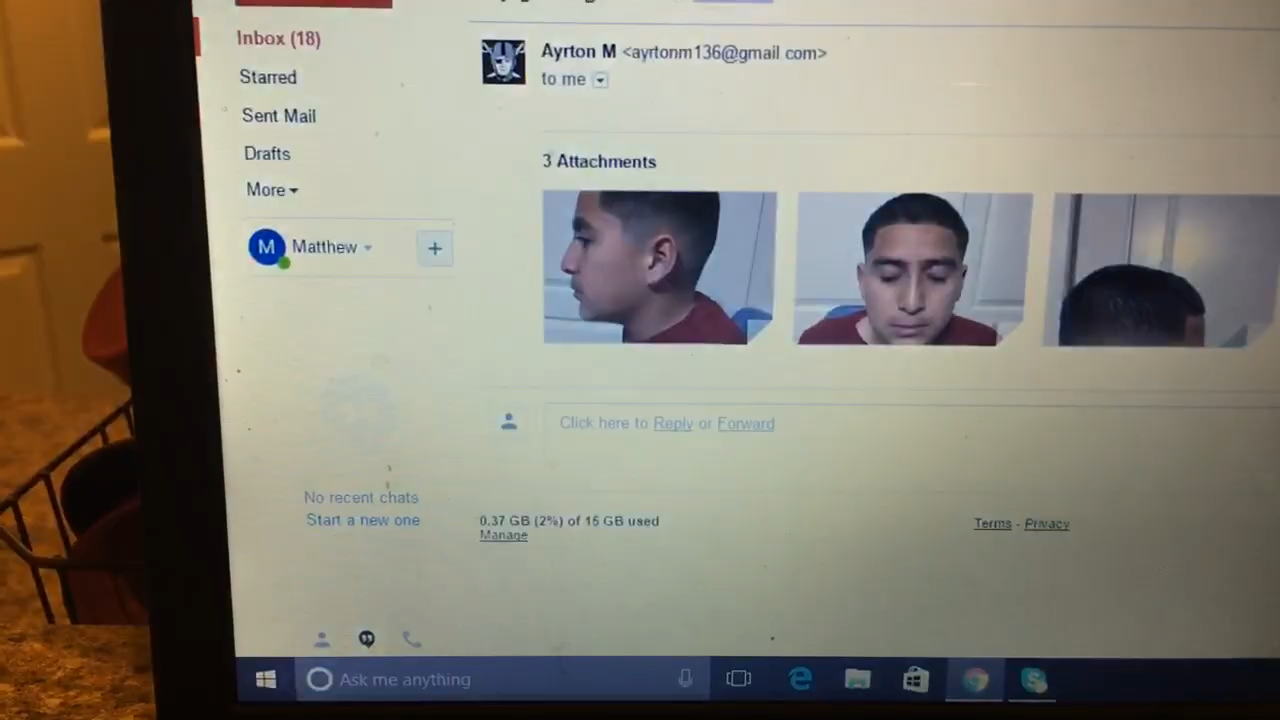 Inbox (18)
Starred
Sent Mail
Drafts
More
M Matthew
+
No recent chats
Start a new one
Ayrton M <ayrtonm136@gmail com>
to me
3 Attachments
Click here to Reply or Forward
0.37 GB (2%) of 15 GB used
Manage
Terms - Privacy
Ask me anything